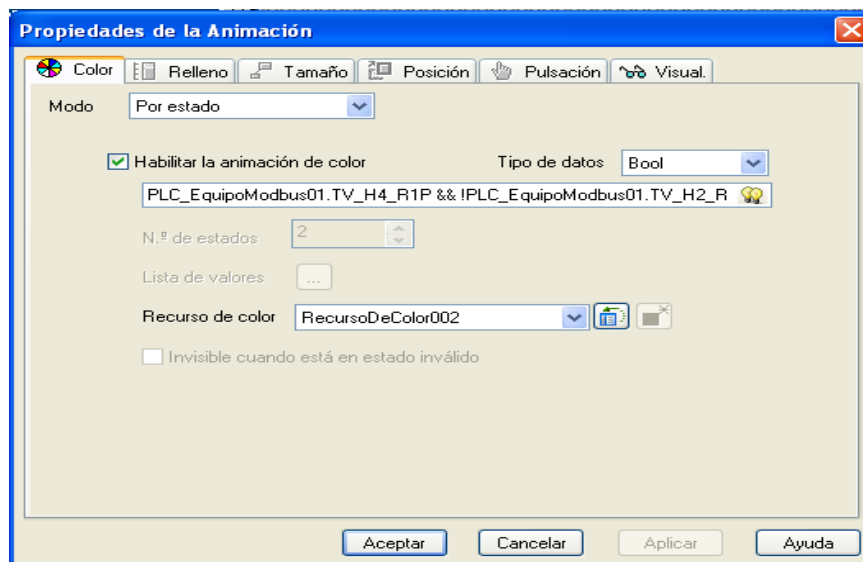 Propiedades de la Animación
Color Relleno Tamaño Posición Pulsación Visual.
Modo Por estado
Habilitar la animación de color Tipo de datos Bool
PLC_EquipoModbus01.TV_H4_R1P && !PLC_EquipoModbus01.TV_H2_R
N.º de estados 2
Lista de valores ...
Recurso de color RecursoDeColor002
Invisible cuando está en estado inválido
Aceptar Cancelar Aplicar Ayuda